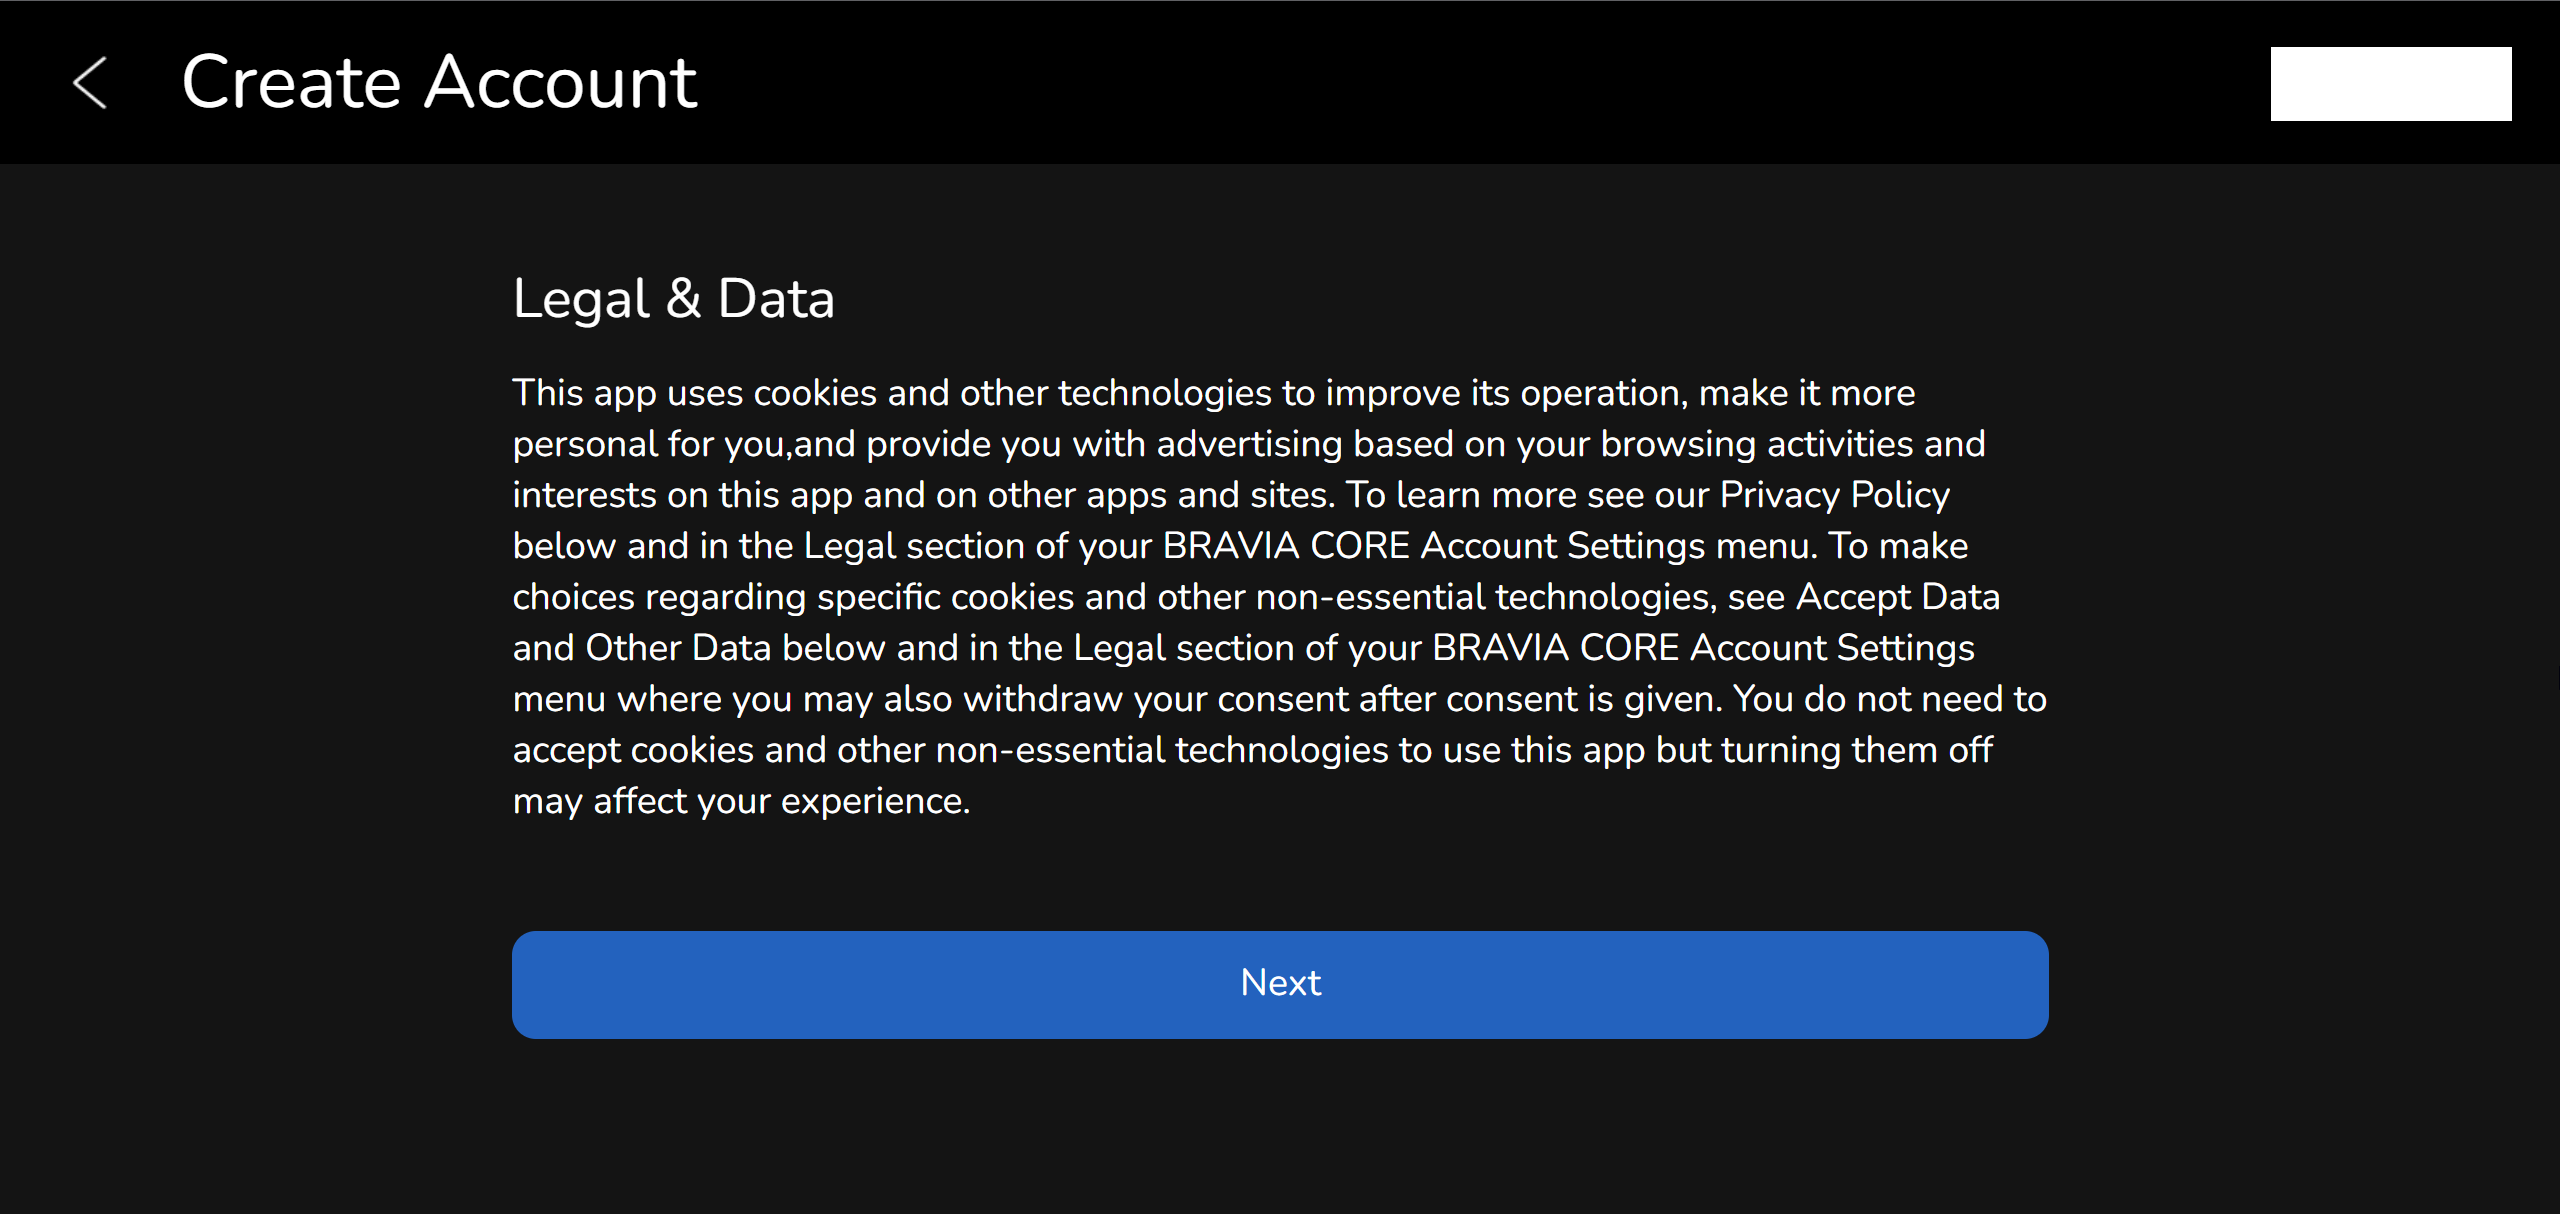 Create Account
Legal & Data
This app uses cookies and other technologies to improve its operation, make it more
personal for you,and provide you with advertising based on your browsing activities and
interests on this app and on other apps and sites. To learn more see our Privacy Policy
below and in the Legal section of your BRAVIA CORE Account Settings menu. To make
choices regarding specific cookies and other non-essential technologies, see Accept Data
and Other Data below and in the Legal section of your BRAVIA CORE Account Settings
menu where you may also withdraw your consent after consent is given. You do not need to
accept cookies and other non-essential technologies to use this app but turning them off
may affect your experience.
Next